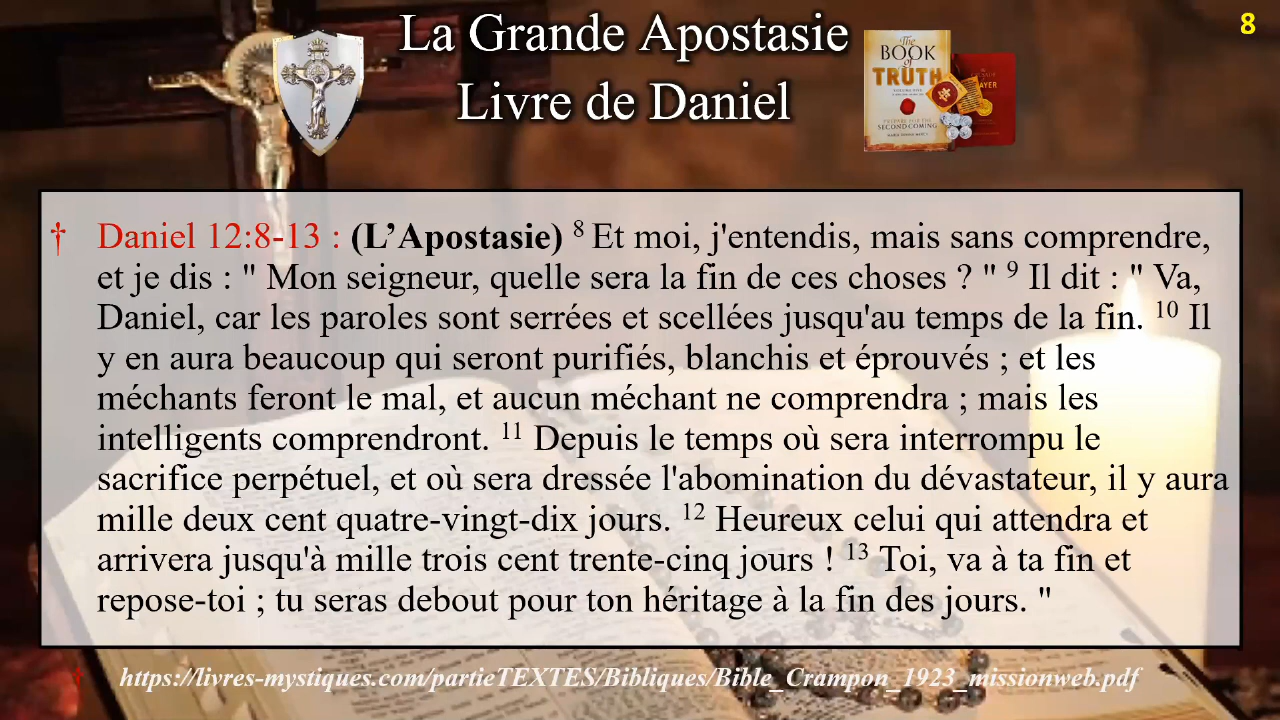 La Grande Apostasie
Livre de Daniel
8
The
BOOK
of
TRUTH
SECOND COMING
† Daniel 12:8-13 : (L’Apostasie) 8 Et moi, j'entendis, mais sans comprendre,
et je dis : " Mon seigneur, quelle sera la fin de ces choses ? " 9 Il dit : " Va,
Daniel, car les paroles sont serrées et scellées jusqu'au temps de la fin. 10 Il
y en aura beaucoup qui seront purifiés, blanchis et éprouvés ; et les
méchants feront le mal, et aucun méchant ne comprendra ; mais les
intelligents comprendront. 11 Depuis le temps où sera interrompu le
sacrifice perpétuel, et où sera dressée l'abomination du dévastateur, il y aura
mille deux cent quatre-vingt-dix jours. 12 Heureux celui qui attendra et
arrivera jusqu'à mille trois cent trente-cinq jours ! 13 Toi, va à ta fin et
repose-toi ; tu seras debout pour ton héritage à la fin des jours. "
† https://livres-mystiques.com/partieTEXTES/Bibliques/Bible_Crampon_1923_missionweb.pdf